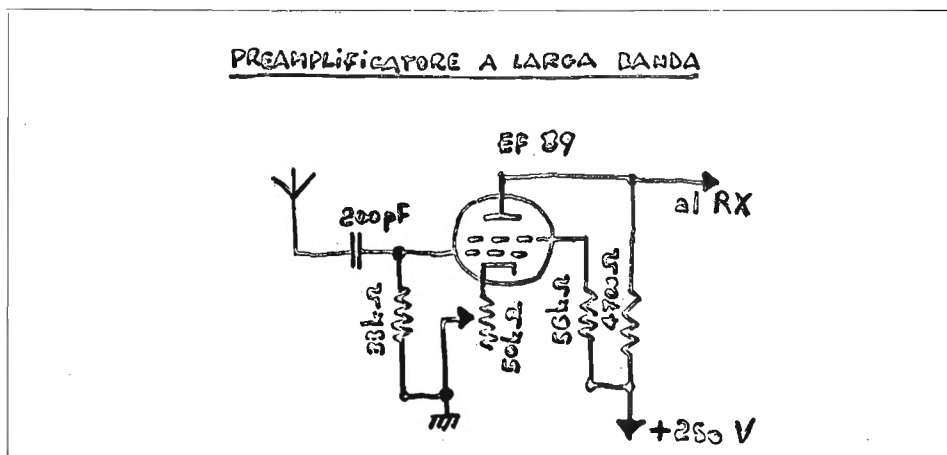 PREAMPLIFICATORE A LARGA BANDA
EF 89
al RX
200pF
33kΩ
50kΩ
56kΩ
4700Ω
+250 V